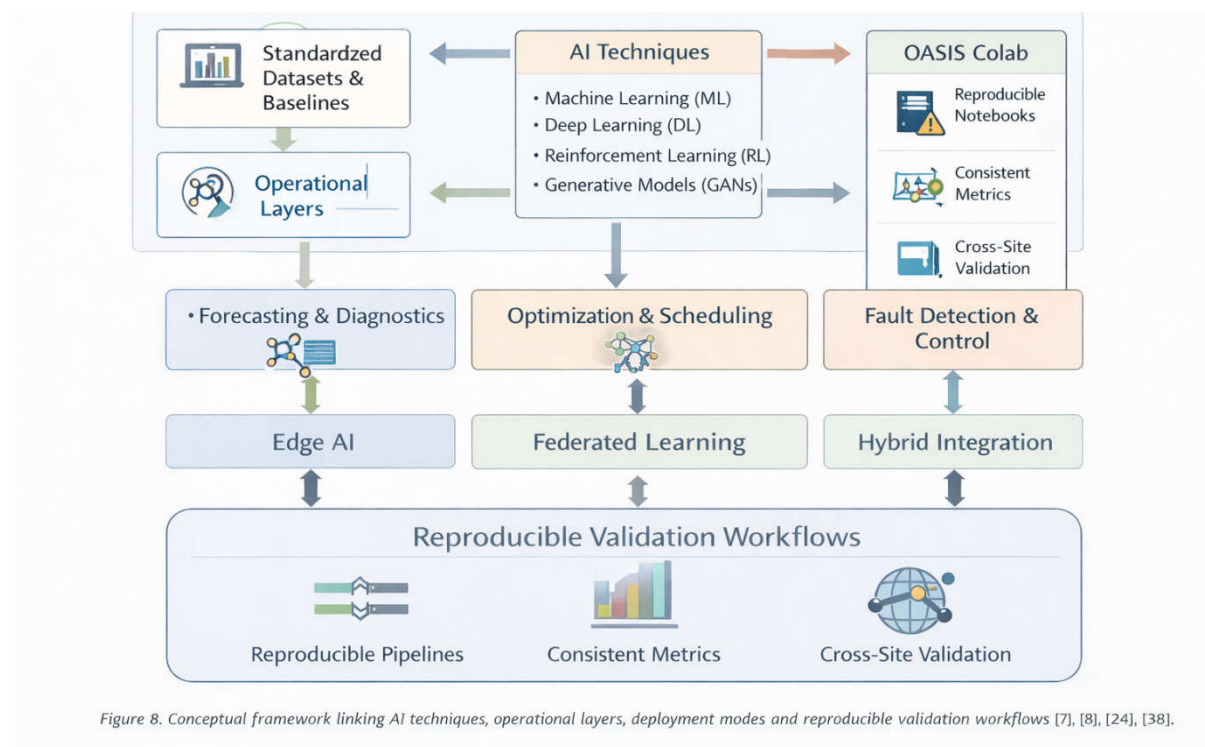 Standardzed
Datasets &
Baselines
Operational
Layers
AI Techniques
• Machine Learning (ML)
• Deep Learning (DL)
• Reinforcement Learning (RL)
• Generative Models (GANs)
OASIS Colab
Reproducible
Notebooks
Consistent
Metrics
Cross-Site
Validation
• Forecasting & Diagnostics
Optimization & Scheduling
Fault Detection &
Control
Edge AI
Federated Learning
Hybrid Integration
Reproducible Validation Workflows
Reproducible Pipelines
Consistent Metrics
Cross-Site Validation
Figure 8. Conceptual framework linking AI techniques, operational layers, deployment modes and reproducible validation workflows [7], [8], [24], [38].